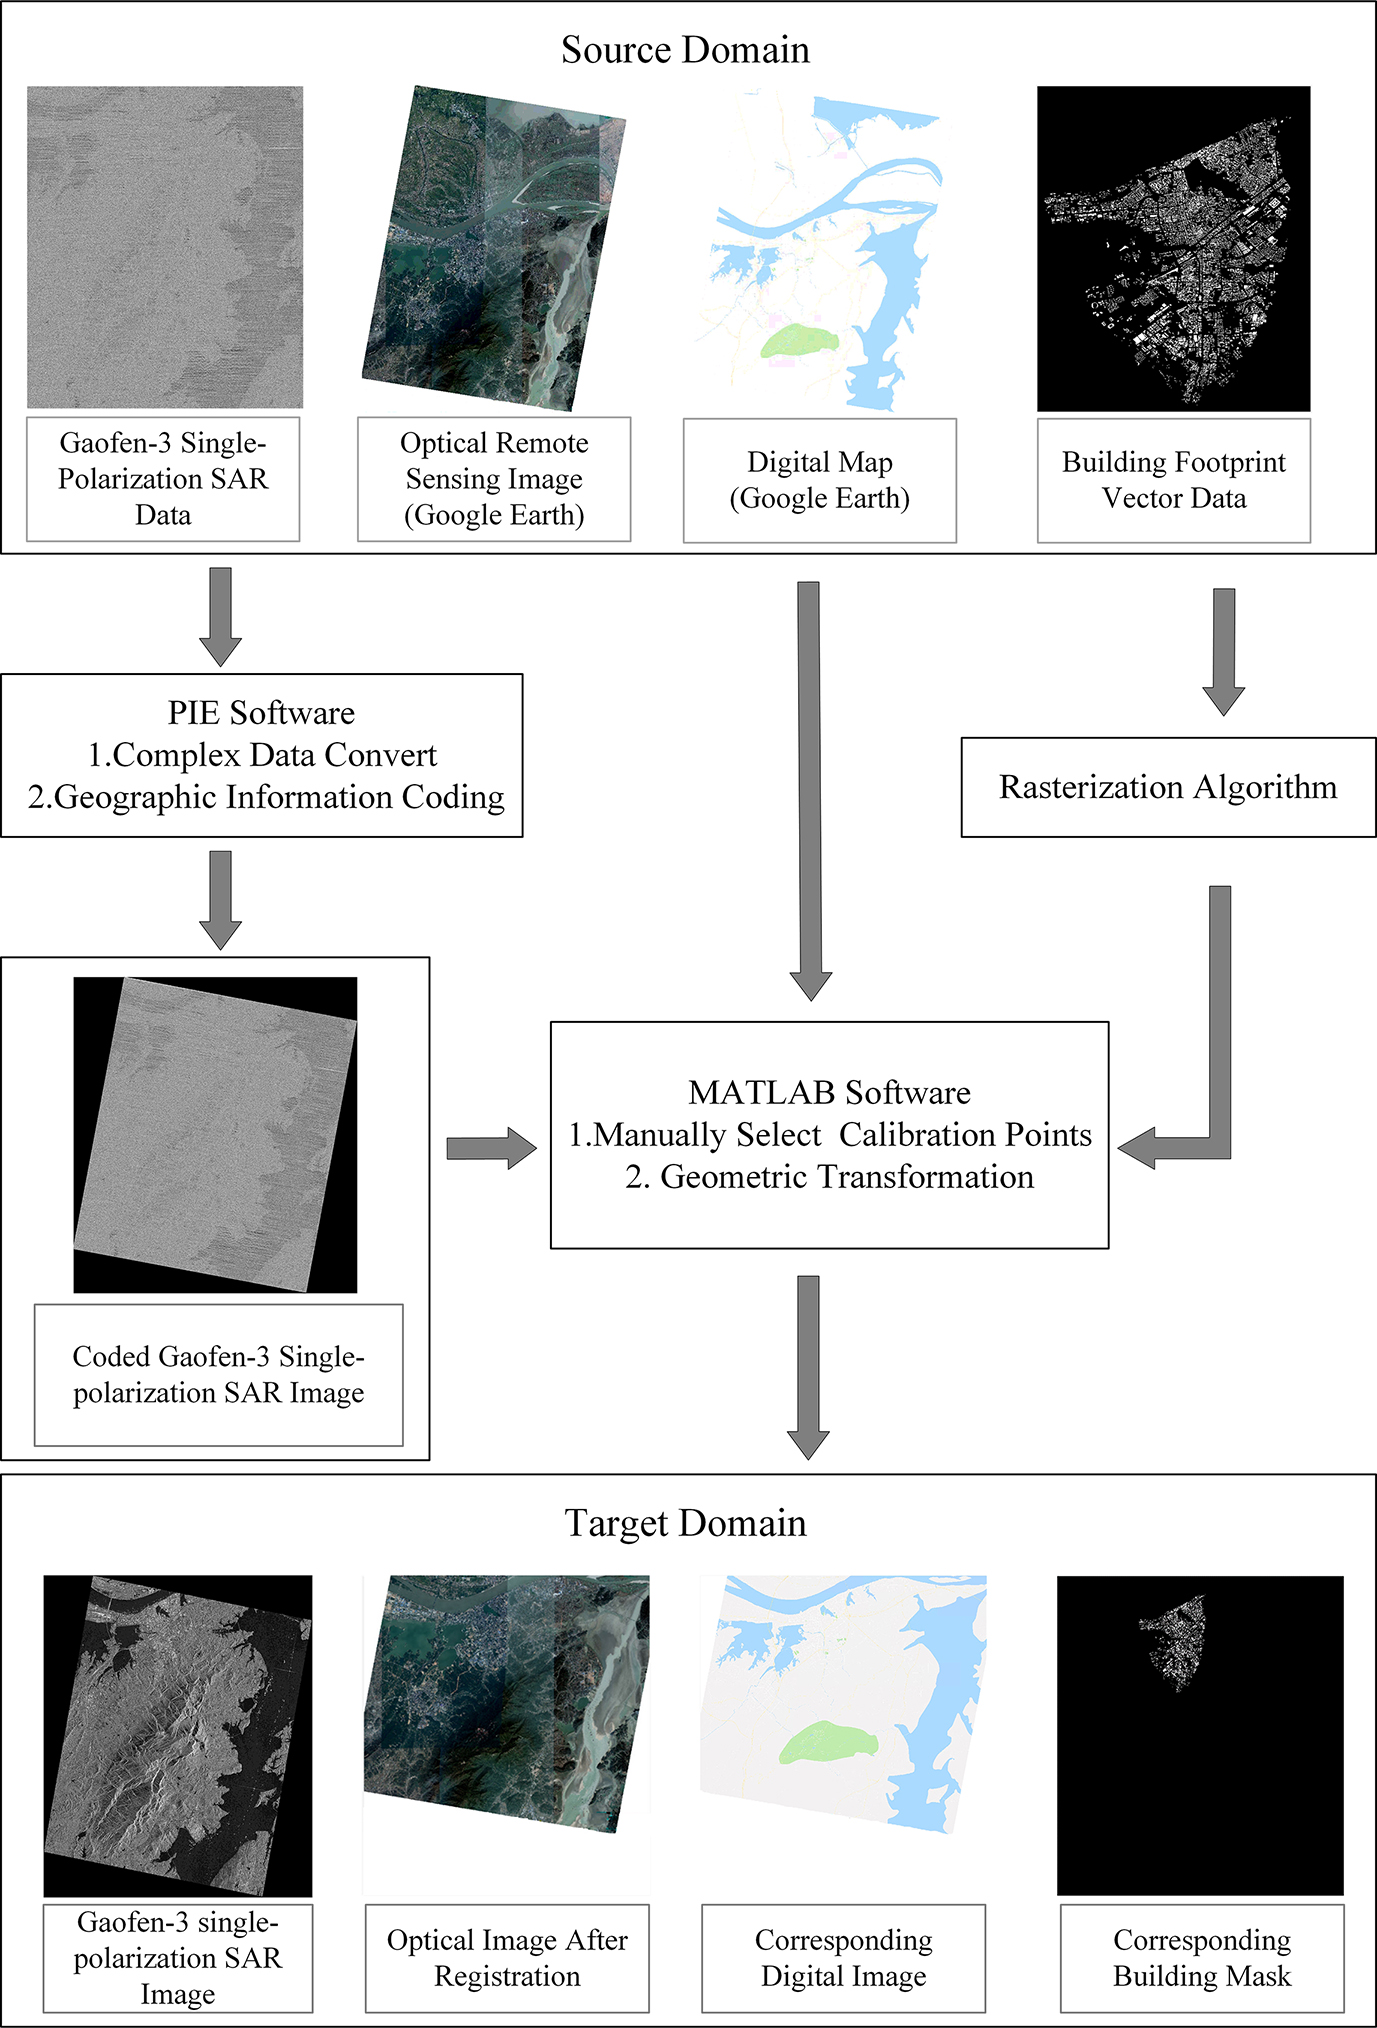 Source Domain
Gaofen-3 Single-
Polarization SAR
Data
Optical Remote
Sensing Image
(Google Earth)
Digital Map
(Google Earth)
Building Footprint
Vector Data
PIE Software
1.Complex Data Convert
2.Geographic Information Coding
Rasterization Algorithm
MATLAB Software
1.Manually Select  Calibration Points
2. Geometric Transformation
Coded Gaofen-3 Single-
polarization SAR Image
Target Domain
Gaofen-3 single-
polarization SAR
Image
Optical Image After
Registration
Corresponding
Digital Image
Corresponding
Building Mask